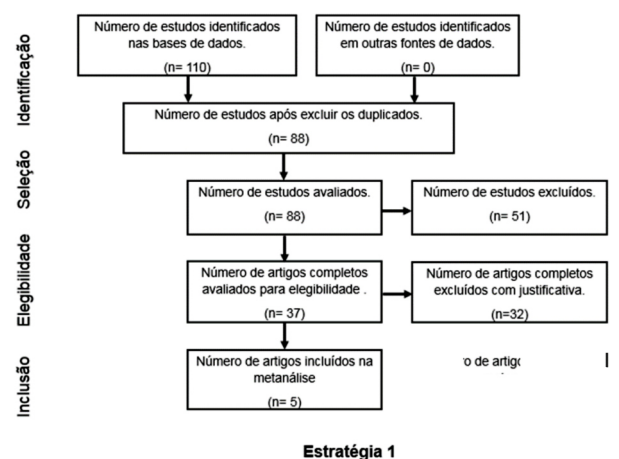 Identificação
Número de estudos identificados
nas bases de dados.
(n= 110)
Número de estudos identificados
em outras fontes de dados.
(n= 0)
Número de estudos após excluir os duplicados.
(n= 88)
Seleção
Número de estudos avaliados.
(n= 88)
Número de estudos excluídos.
(n= 51)
Elegibilidade
Número de artigos completos
avaliados para elegibilidade .
(n= 37)
Número de artigos completos
excluídos com justificativa.
(n=32)
Inclusão
Número de artigos incluídos na
metanálise
(n= 5)
de
Estratégia 1